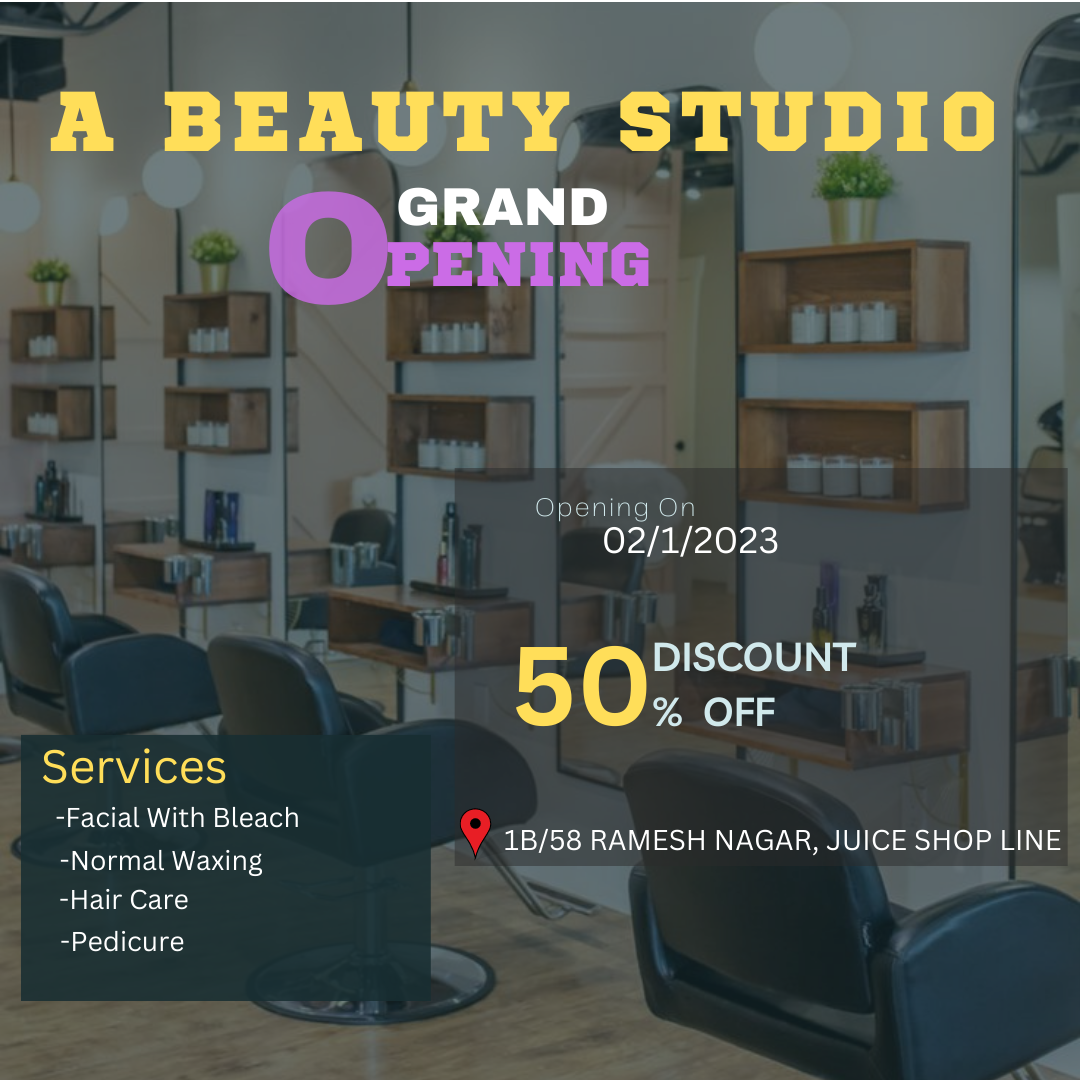 A BEAUTY STUDIO
GRAND
OPENING
Opening On
02/1/2023
50 DISCOUNT
% OFF
Services
-Facial With Bleach
-Normal Waxing
-Hair Care
-Pedicure
1B/58 RAMESH NAGAR, JUICE SHOP LINE